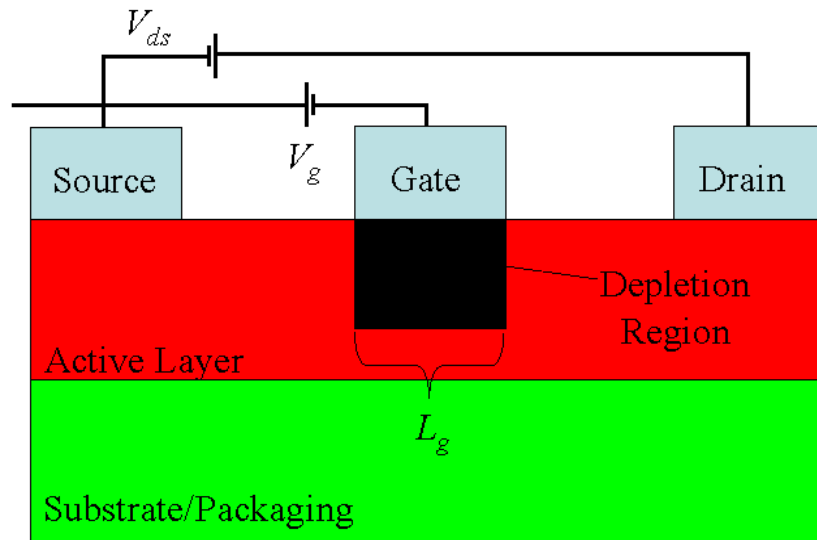 V_ds
V_g
Source
Gate
Drain
Depletion
Region
Active Layer
L_g
Substrate/Packaging